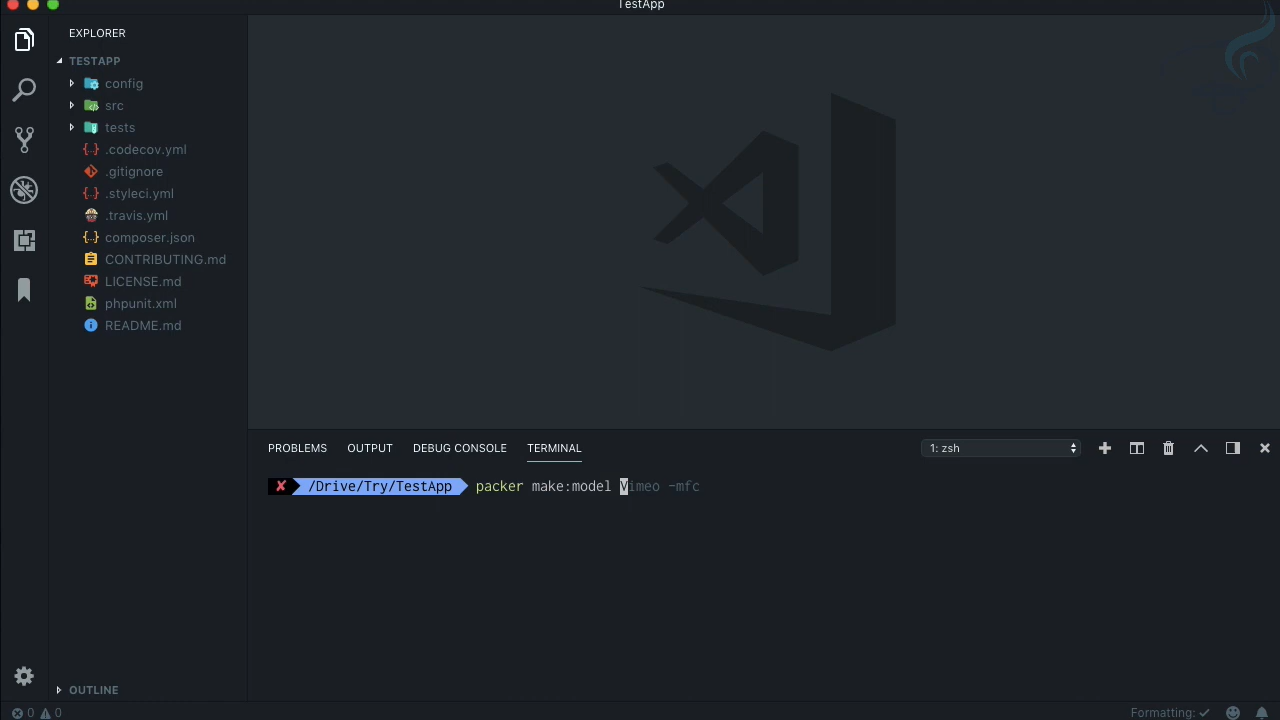 TestApp
EXPLORER
TESTAPP
config
src
tests
.codecov.yml
.gitignore
.styleci.yml
.travis.yml
composer.json
CONTRIBUTING.md
LICENSE.md
phpunit.xml
README.md
PROBLEMS OUTPUT DEBUG CONSOLE TERMINAL 1: zsh
✘ /Drive/Try/TestApp packer make:model Vimeo -mfc
OUTLINE
0 0 Formatting: ✓